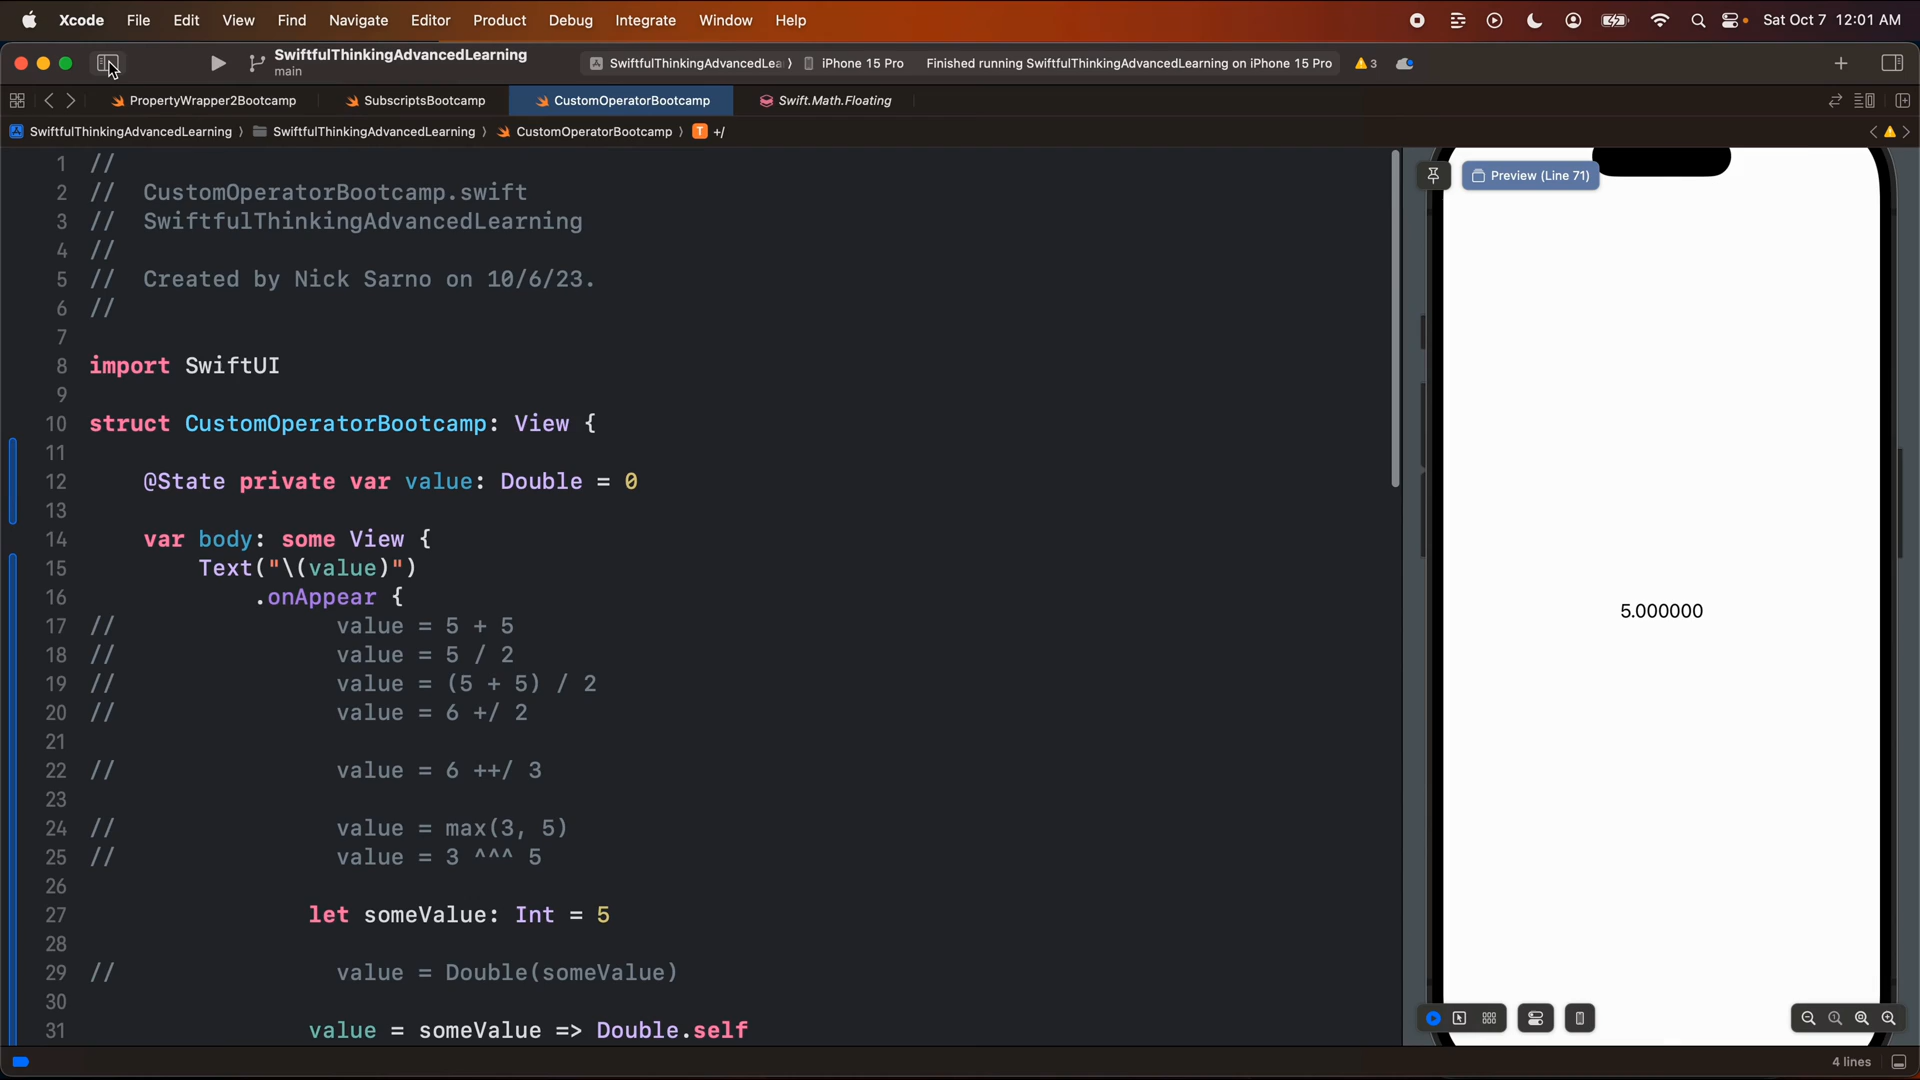 Xcode File Edit View Find Navigate Editor Product Debug Integrate Window Help Sat Oct 7 12:01 AM
SwiftfulThinkingAdvancedLearning
main
SwiftfulThinkingAdvancedLea ⟩ iPhone 15 Pro Finished running SwiftfulThinkingAdvancedLearning on iPhone 15 Pro 3
PropertyWrapper2Bootcamp SubscriptsBootcamp CustomOperatorBootcamp Swift.Math.Floating
SwiftfulThinkingAdvancedLearning ⟩ SwiftfulThinkingAdvancedLearning ⟩ CustomOperatorBootcamp ⟩ T +/
1 //
2 // CustomOperatorBootcamp.swift
3 // SwiftfulThinkingAdvancedLearning
4 //
5 // Created by Nick Sarno on 10/6/23.
6 //
7
8 import SwiftUI
9
10 struct CustomOperatorBootcamp: View {
11
12 @State private var value: Double = 0
13
14 var body: some View {
15 Text("\(value)")
16 .onAppear {
17 // value = 5 + 5
18 // value = 5 / 2
19 // value = (5 + 5) / 2
20 // value = 6 +/ 2
21
22 // value = 6 ++/ 3
23
24 // value = max(3, 5)
25 // value = 3 ^^^ 5
26
27 let someValue: Int = 5
28
29 // value = Double(someValue)
30
31 value = someValue => Double.self
Preview (Line 71)
5.000000
4 lines